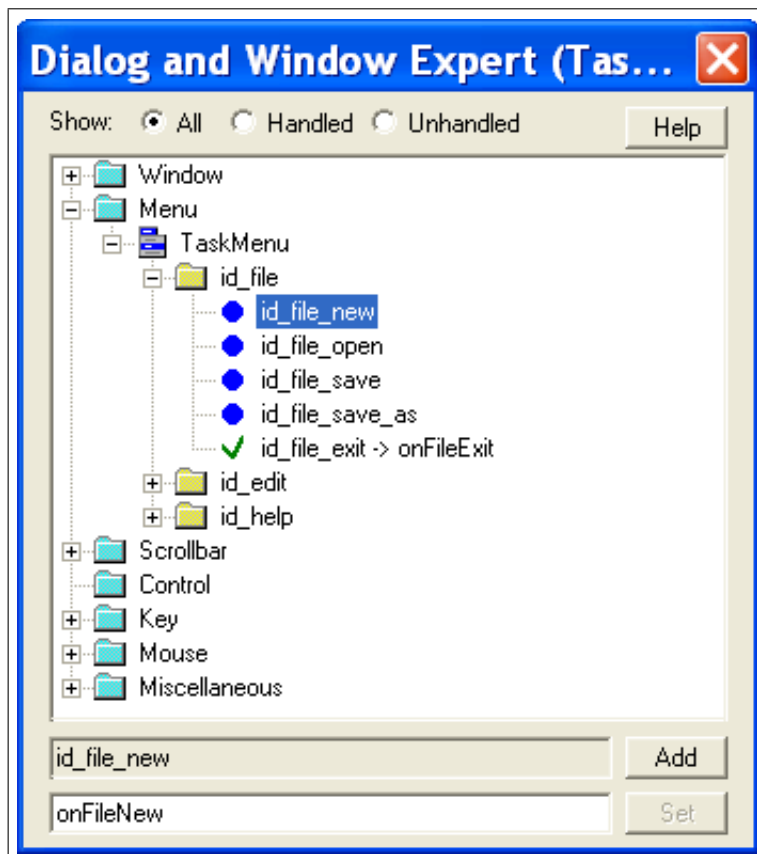 Dialog and Window Expert (Tas...
Show: All Handled Unhandled Help
Window
Menu
TaskMenu
id_file
id_file_new
id_file_open
id_file_save
id_file_save_as
id_file_exit -> onFileExit
id_edit
id_help
Scrollbar
Control
Key
Mouse
Miscellaneous
id_file_new Add
onFileNew Set